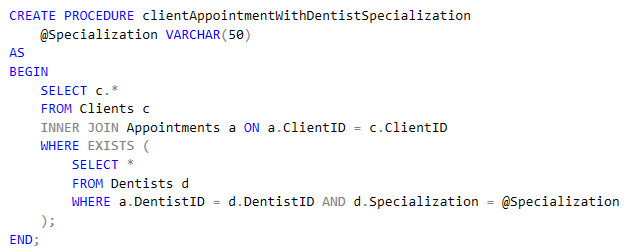 CREATE PROCEDURE clientAppointmentWithDentistSpecialization
    @Specialization VARCHAR(50)
AS
BEGIN
    SELECT c.*
    FROM Clients c
    INNER JOIN Appointments a ON a.ClientID = c.ClientID
    WHERE EXISTS (
        SELECT *
        FROM Dentists d
        WHERE a.DentistID = d.DentistID AND d.Specialization = @Specialization
    );
END;